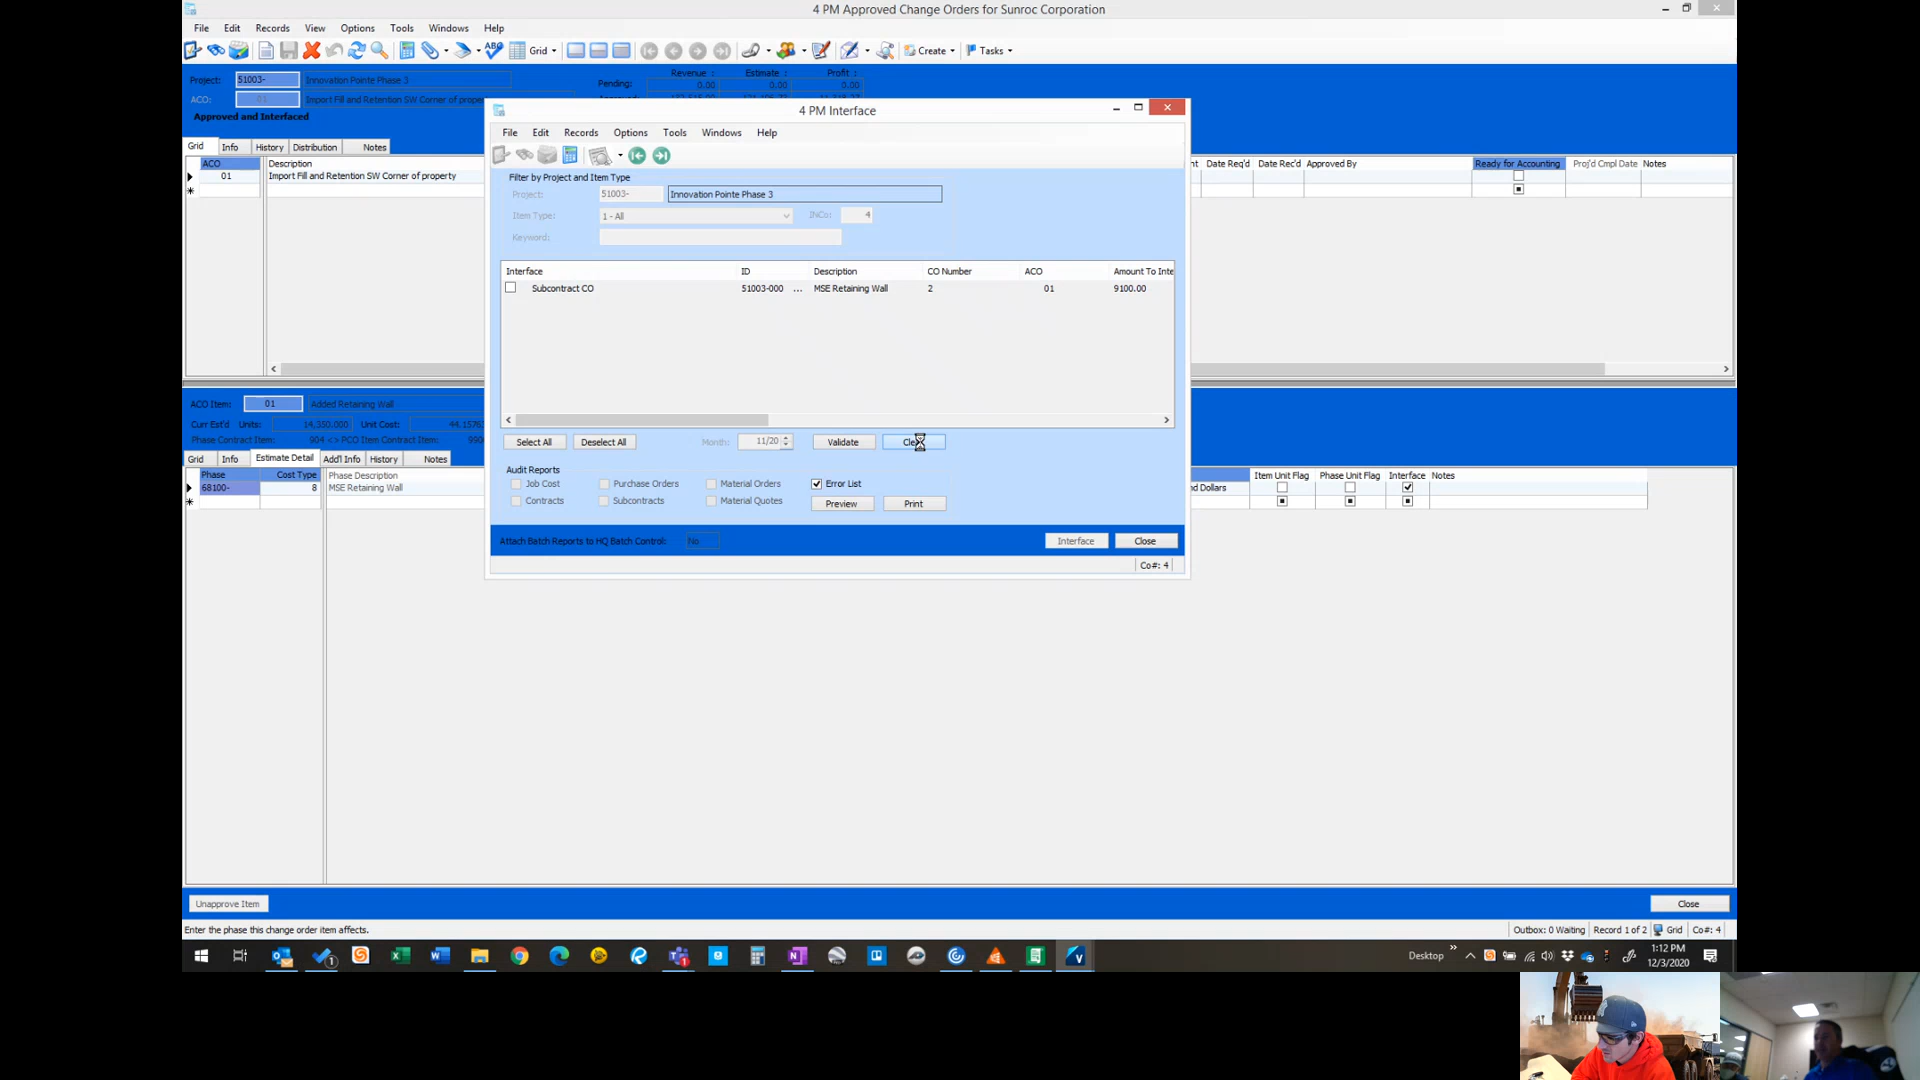 4 PM Approved Change Orders for Sunroc Corporation
File Edit Records View Options Tools Windows Help
Grid Create Tasks
Project: 51003- Innovation Pointe Phase 3
Revenue : Estimate : Profit :
Pending: 0.00 0.00 0.00
ACO: 01 Import Fill and Retention SW Corner of prope
Approved and Interfaced
Grid Info History Distribution Notes
ACO Description Date Req'd Date Rec'd Approved By Ready for Accounting Proj'd Cmpl Date Notes
01 Import Fill and Retention SW Corner of property
4 PM Interface
File Edit Records Options Tools Windows Help
Filter by Project and Item Type
Project: 51003- Innovation Pointe Phase 3
Item Type: 1 - All INCo: 4
Keyword:
Interface ID Description CO Number ACO Amount To Inte
Subcontract CO 51003-000 ... MSE Retaining Wall 2 01 9100.00
Select All Deselect All Month: 11/20 Validate
Audit Reports
Job Cost Purchase Orders Material Orders Error List
Contracts Subcontracts Material Quotes Preview Print
Attach Batch Reports to HQ Batch Control: No Interface Close
Co#: 4
ACO Item: 01 Added Retaining Wall
Curr Est'd Units: 14,350.000 Unit Cost: 44.1576
Phase Contract Item: 904 <> PCO Item Contract Item: 990
Grid Info Estimate Detail Add'l Info History Notes
Phase Cost Type Phase Description Item Unit Flag Phase Unit Flag Interface Notes
68100- 8 MSE Retaining Wall nd Dollars
Unapprove Item Close
Enter the phase this change order item affects. Outbox: 0 Waiting Record 1 of 2 Grid Co#: 4
Desktop 1:12 PM
12/3/2020